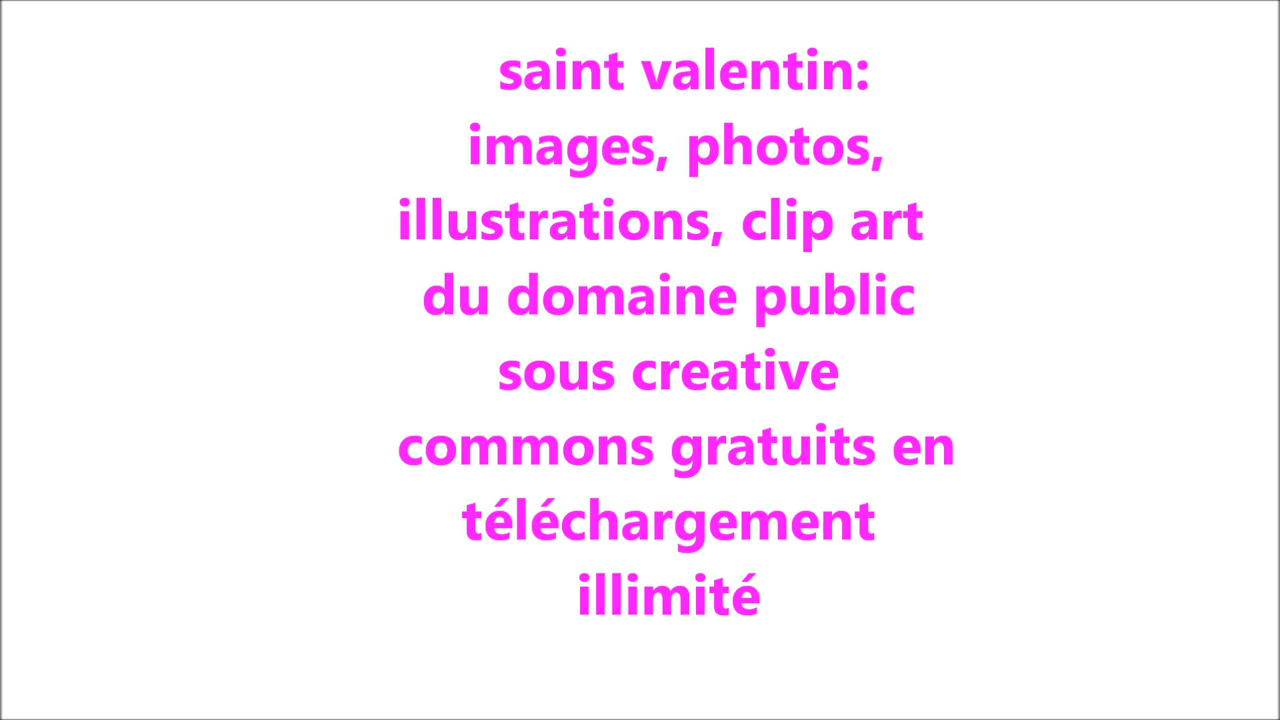 saint valentin:
images, photos,
illustrations, clip art
du domaine public
sous creative
commons gratuits en
téléchargement
illimité